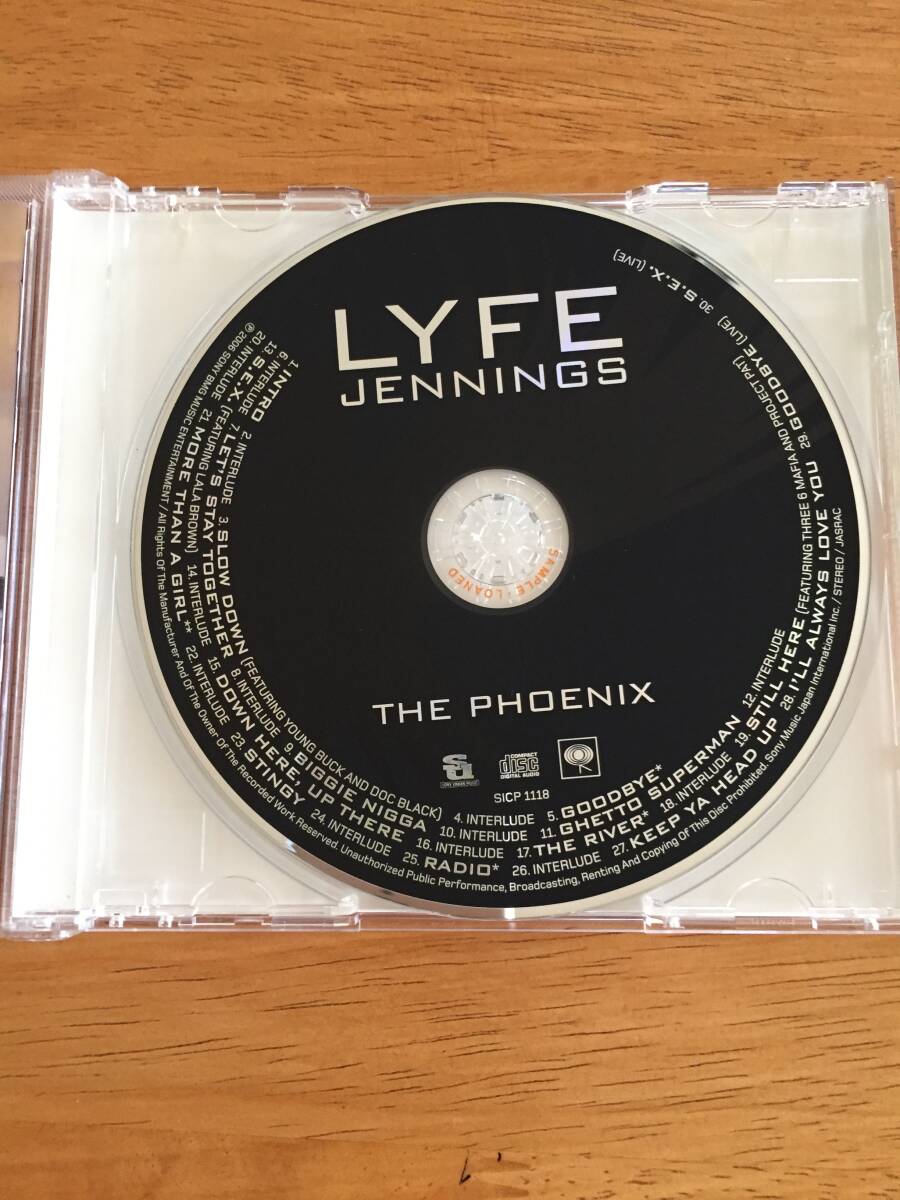 LYFE
JENNINGS
1. INTRO 2. INTERLUDE 3. SLOW DOWN (FEATURING YOUNG BUCK AND DOC BLACK) 4. INTERLUDE 5. GOODBYE*
6. INTERLUDE 7. LET'S STAY TOGETHER 8. INTERLUDE 9. BIGGIE NIGGA 10. INTERLUDE 11. GHETTO SUPERMAN 12. INTERLUDE
13. S.E.X. (FEATURING LALA BROWN) 14. INTERLUDE 15. DOWN HERE, UP THERE 16. INTERLUDE 17. THE RIVER* 18. INTERLUDE 19. STILL HERE (FEATURING THREE 6 MAFIA AND PROJECT PAT)
20. INTERLUDE 21. MORE THAN A GIRL** 22. INTERLUDE 23. STINGY 24. INTERLUDE 25. RADIO* 26. INTERLUDE 27. KEEP YA HEAD UP 28. I'LL ALWAYS LOVE YOU 29. GOODBYE (LIVE) 30. S.E.X. (LIVE)
℗ 2006 SONY BMG MUSIC ENTERTAINMENT / All Rights Of The Manufacturer And Of The Owner Of The Recorded Work Reserved. Unauthorized Public Performance, Broadcasting, Renting And Copying Of This Disc Prohibited. Sony Music Japan International Inc. / STEREO / JASRAC
SAMPLE · LOANED
THE PHOENIX
COMPACT
disc
DIGITAL AUDIO
SICP 1118